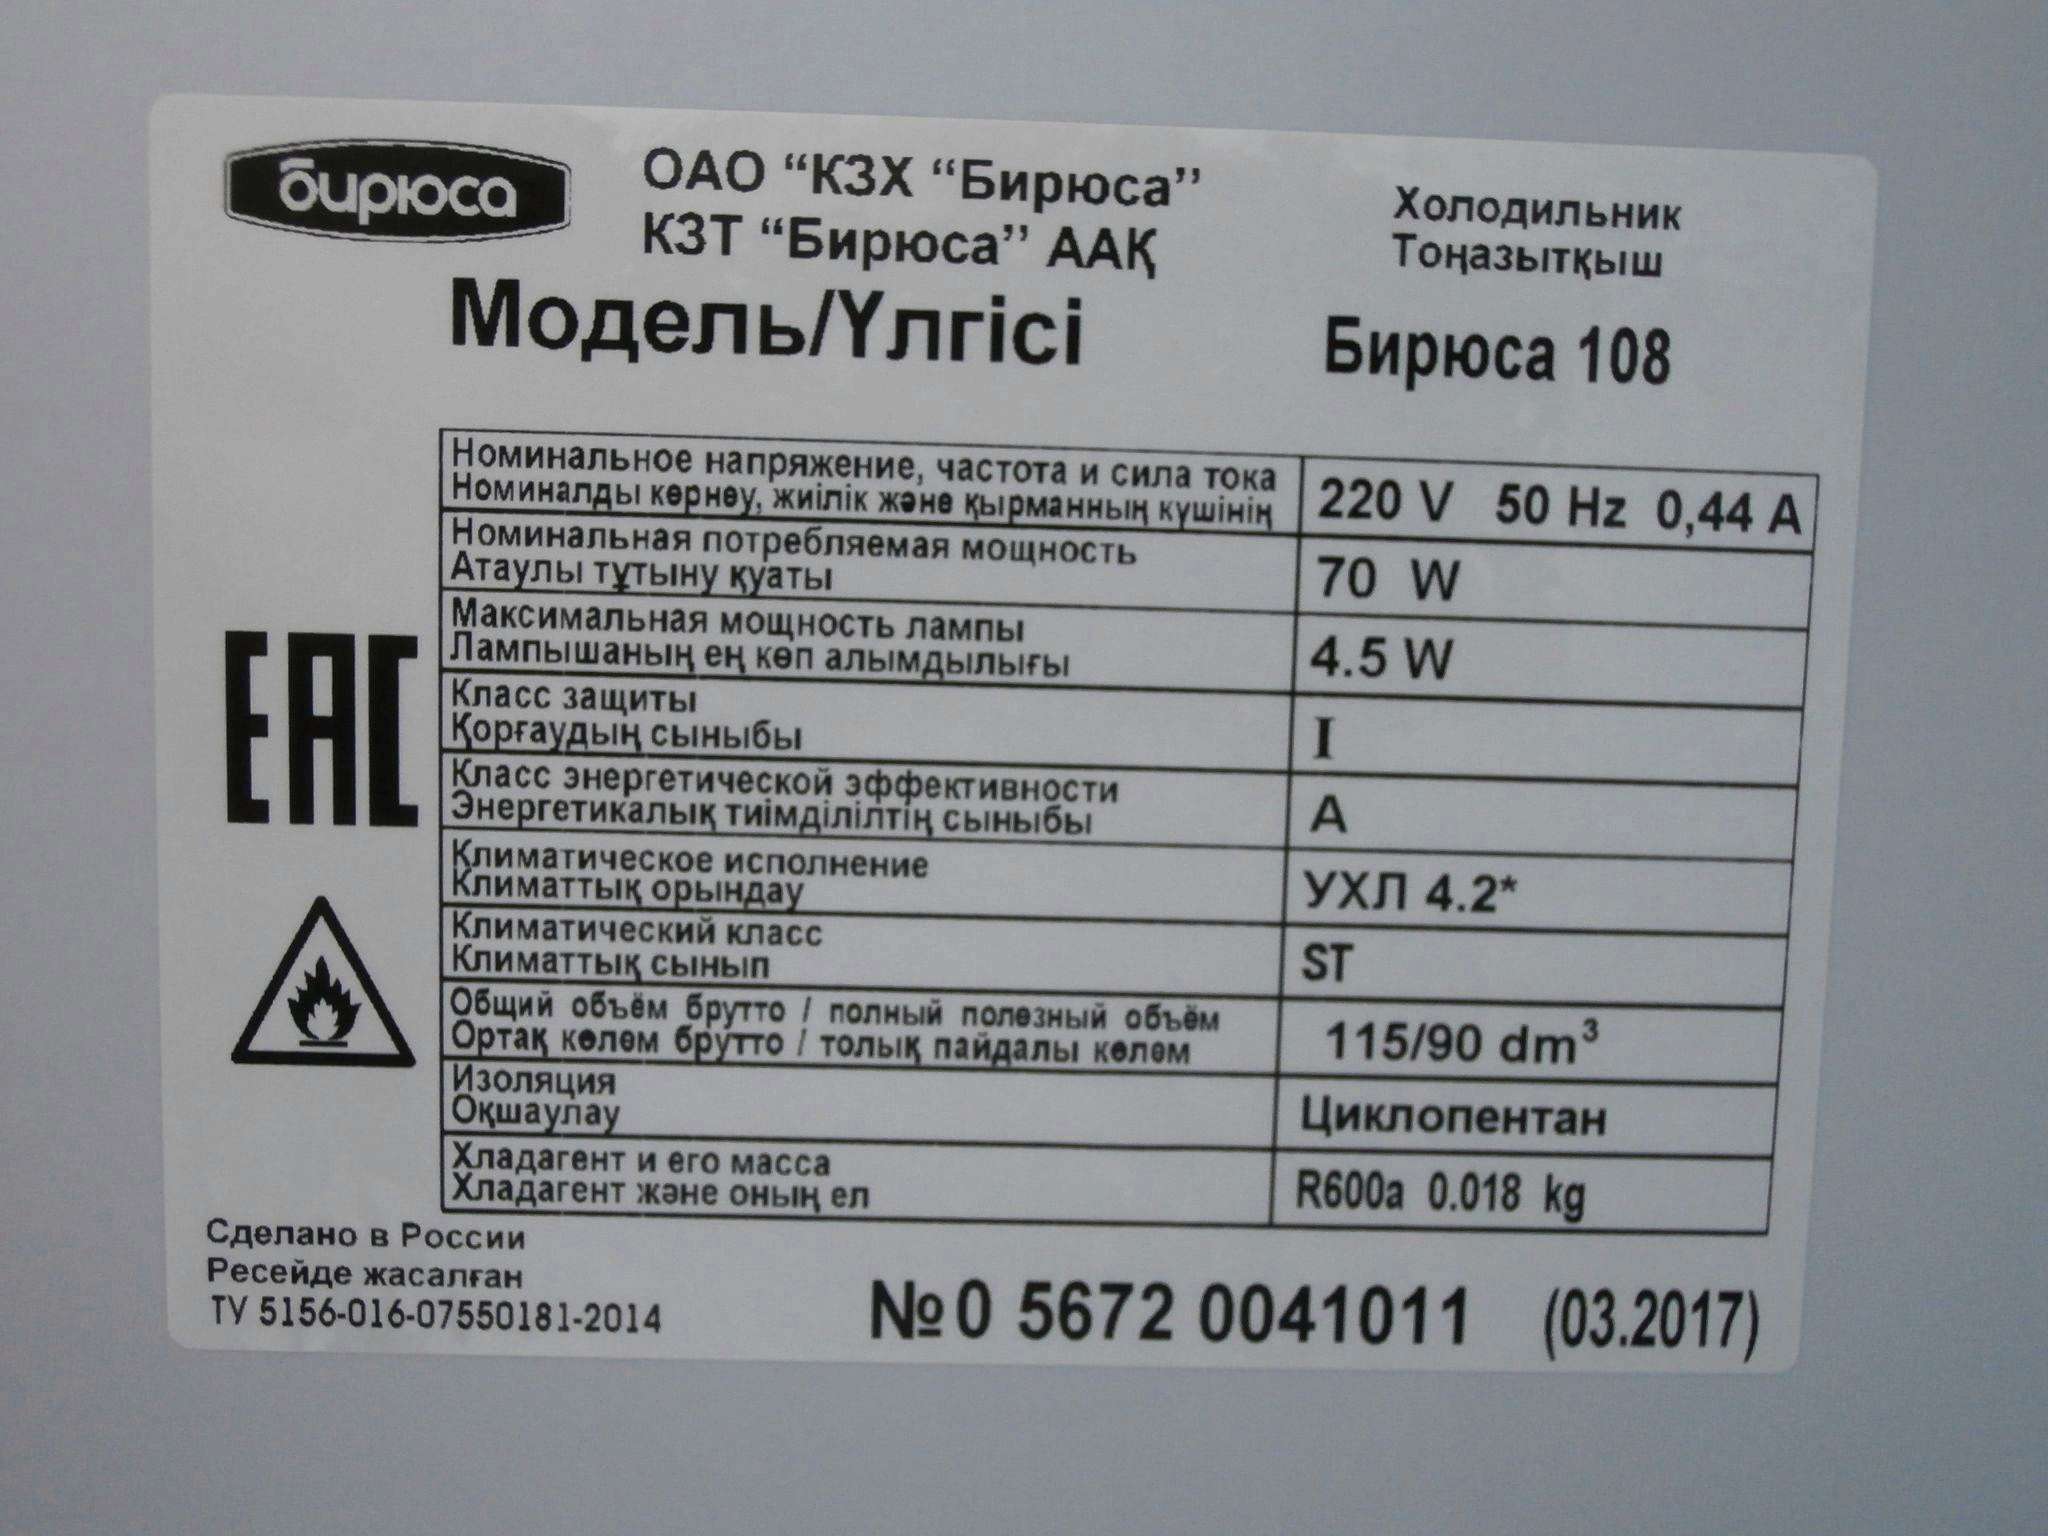 бирюса
ОАО “КЗХ “Бирюса”
КЗТ “Бирюса” ААҚ
Холодильник
Тоңазытқыш
Модель/Үлгісі Бирюса 108
Номинальное напряжение, частота и сила тока
Номиналды көрнеу, жиілік және қырманның күшінің
220 V 50 Hz 0,44 A
Номинальная потребляемая мощность
Атаулы тұтыну қуаты
70 W
Максимальная мощность лампы
Лампышаның ең көп алымдылығы
4.5 W
Класс защиты
Қорғаудың сыныбы
I
Класс энергетической эффективности
Энергетикалық тиімділілтің сыныбы
A
Климатическое исполнение
Климаттық орындау
УХЛ 4.2*
Климатический класс
Климаттық сынып
ST
Общий объём брутто / полный полезный объём
Ортақ көлөм брутто / толық пайдалы көлөм
115/90 dm³
Изоляция
Оқшаулау
Циклопентан
Хладагент и его масса
Хладагент және оның ел
R600a 0.018 kg
EAC
Сделано в России
Ресейде жасалған
ТУ 5156-016-07550181-2014
№0 5672 0041011 (03.2017)